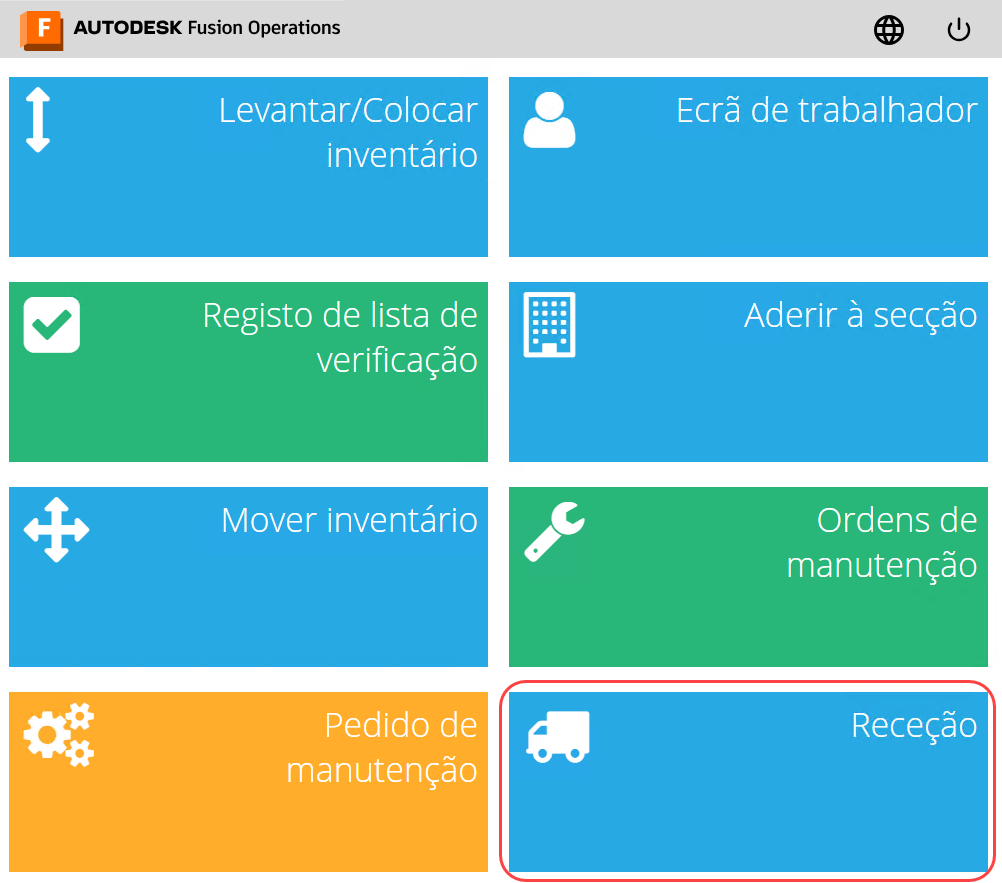 F AUTODESK Fusion Operations
Levantar/Colocar
inventário
Ecrã de trabalhador
Registo de lista de
verificação
Aderir à secção
Mover inventário
Ordens de
manutenção
Pedido de
manutenção
Receção